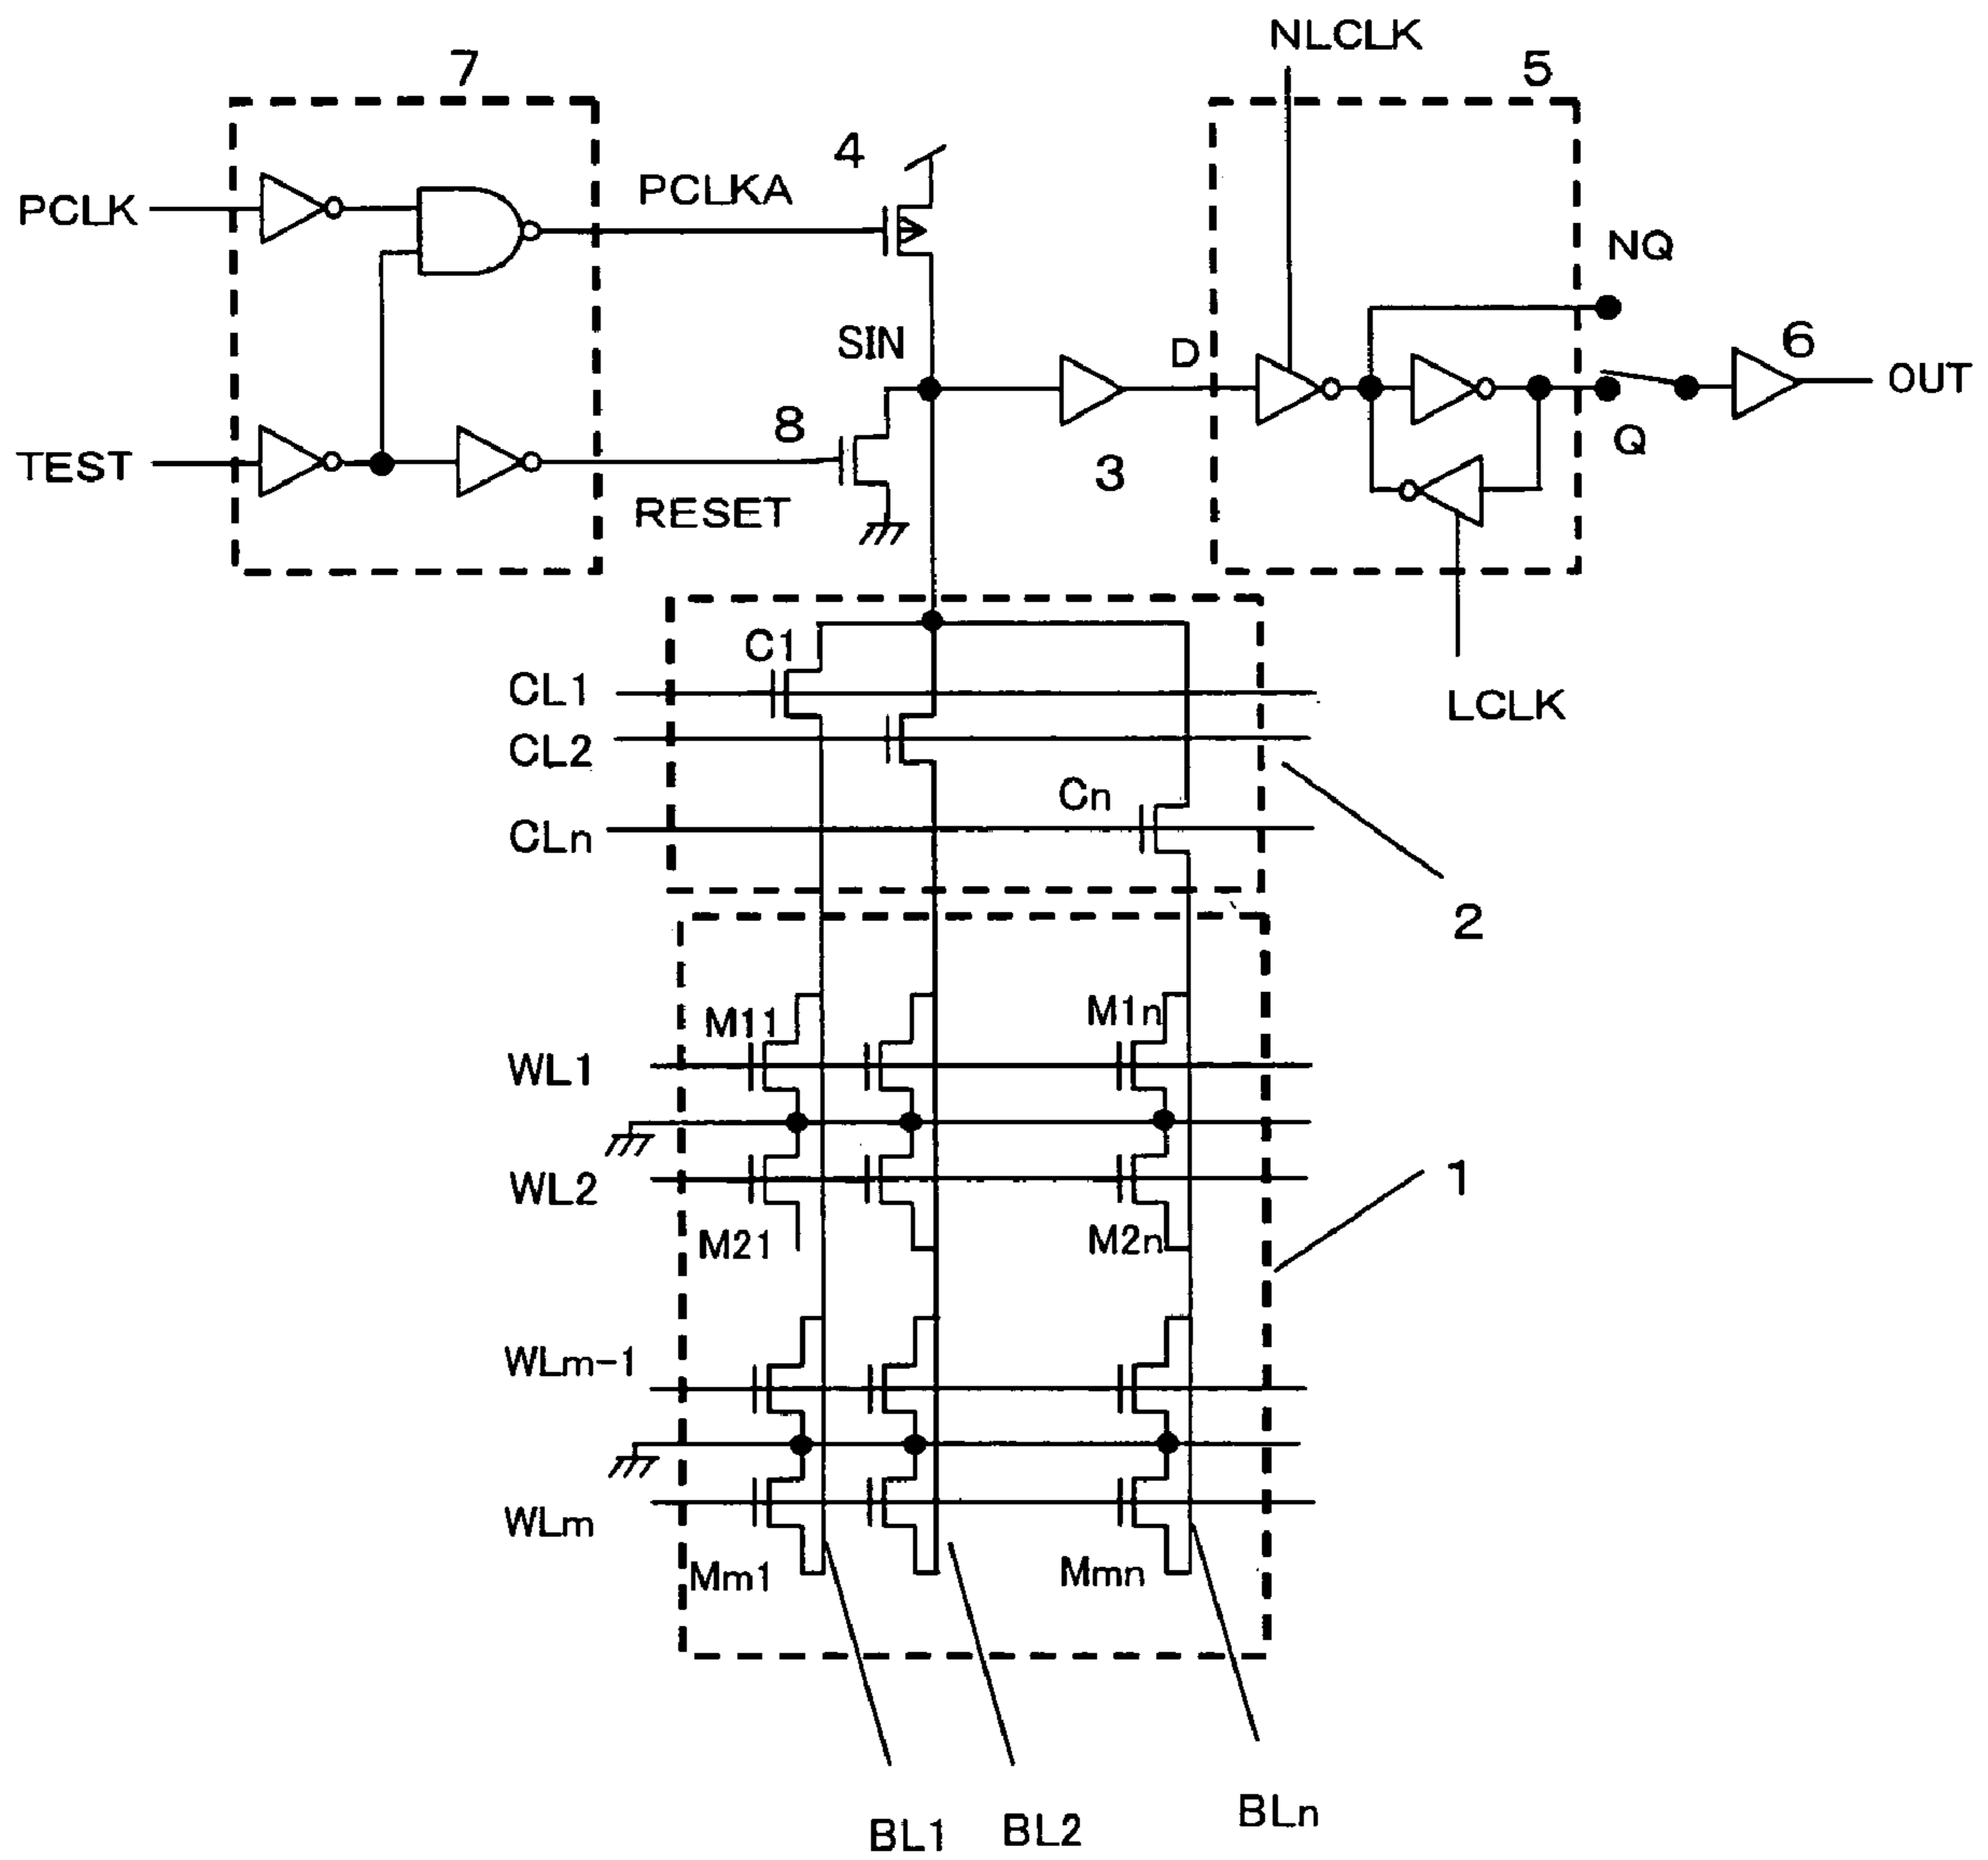 NLCLK
7
5
4
PCLK
PCLKA
NQ
SIN
D
6
OUT
8
Q
TEST
3
RESET
C1
CL1
LCLK
CL2
Cn
CLn
2
M11
M1n
WL1
1
WL2
M21
M2n
WLm-1
WLm
Mm1
Mmn
BL1
BL2
BLn